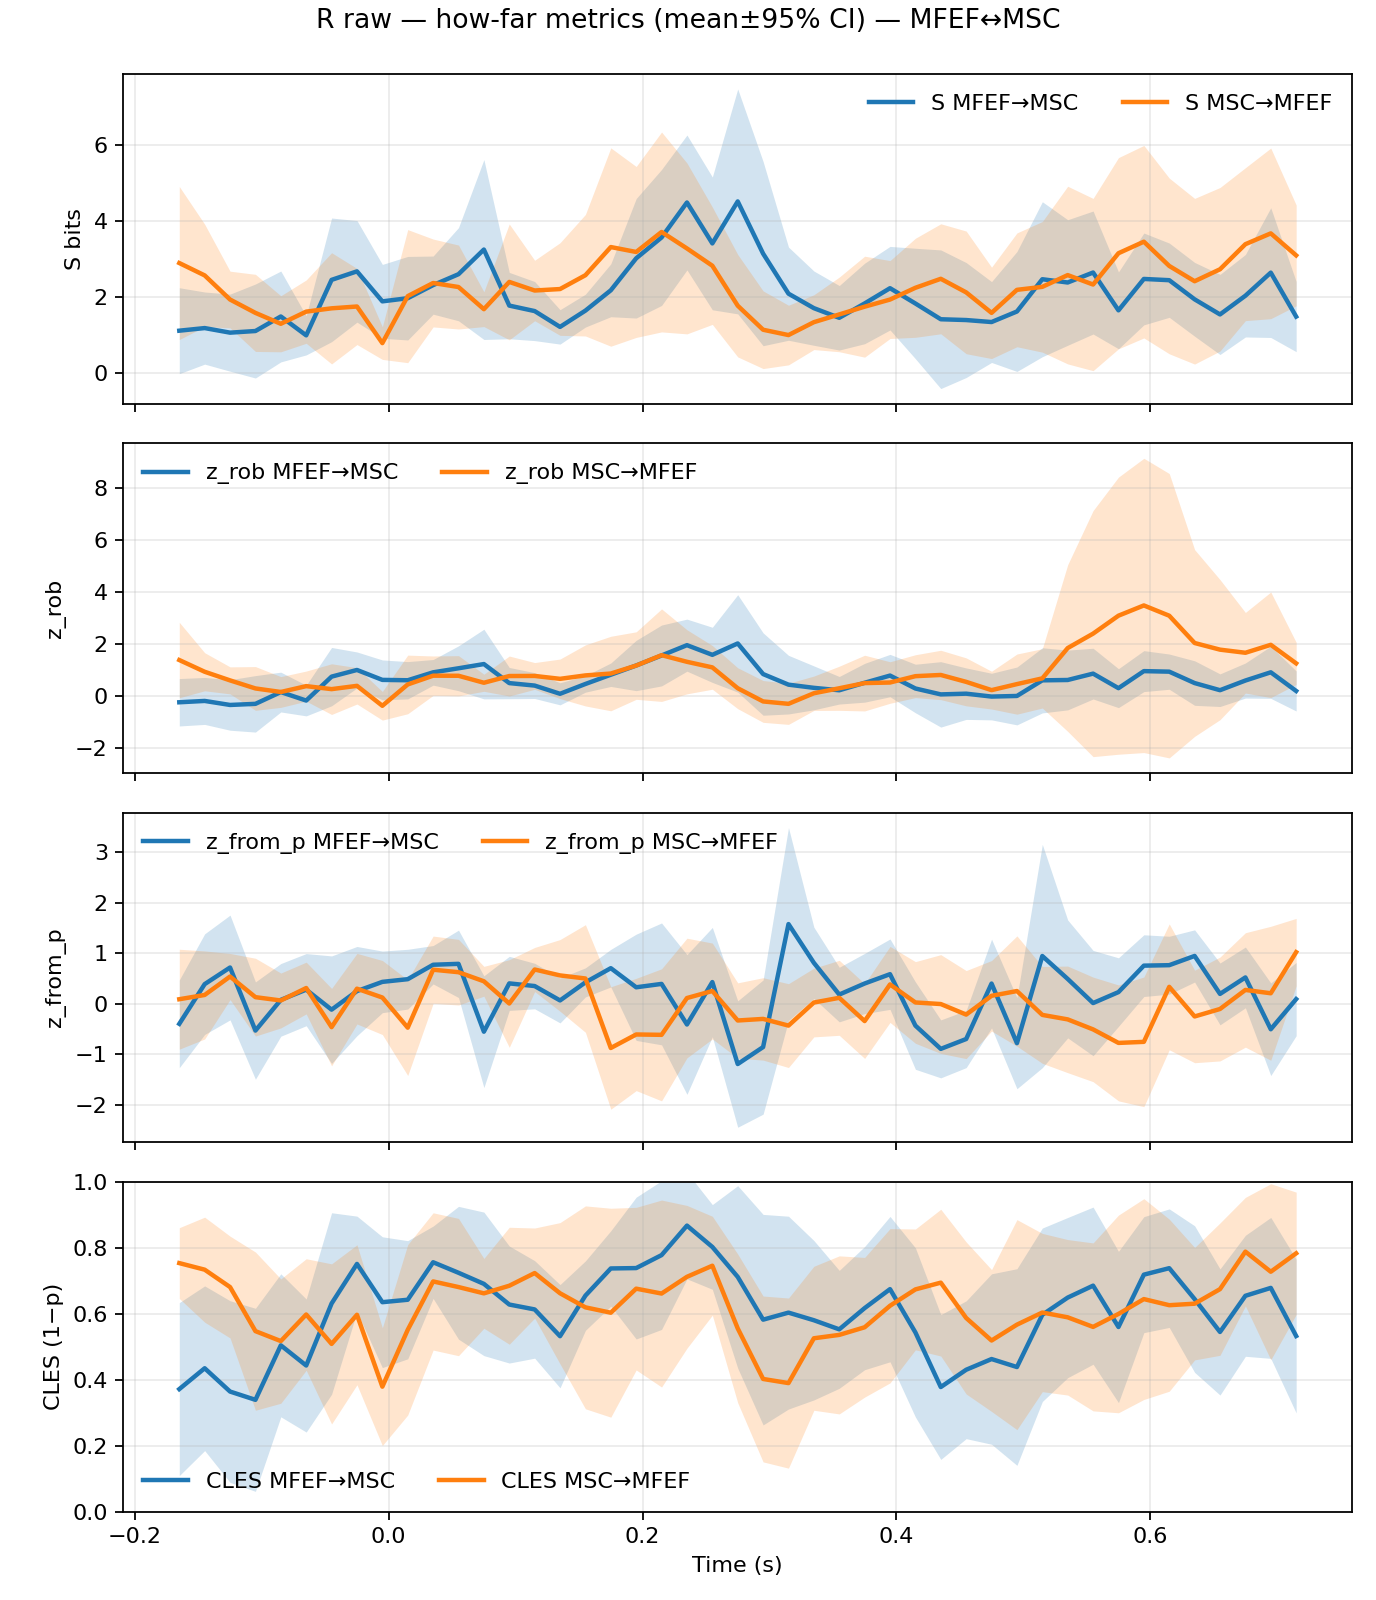 R raw — how-far metrics (mean±95% CI) — MFEF↔MSC
S MFEF→MSC S MSC→MFEF
6
4
2
0
S bits
z_rob MFEF→MSC z_rob MSC→MFEF
8
6
4
2
0
−2
z_rob
z_from_p MFEF→MSC z_from_p MSC→MFEF
3
2
1
0
−1
−2
z_from_p
1.0
0.8
0.6
0.4
0.2
0.0
CLES (1−p)
CLES MFEF→MSC CLES MSC→MFEF
−0.2 0.0 0.2 0.4 0.6
Time (s)